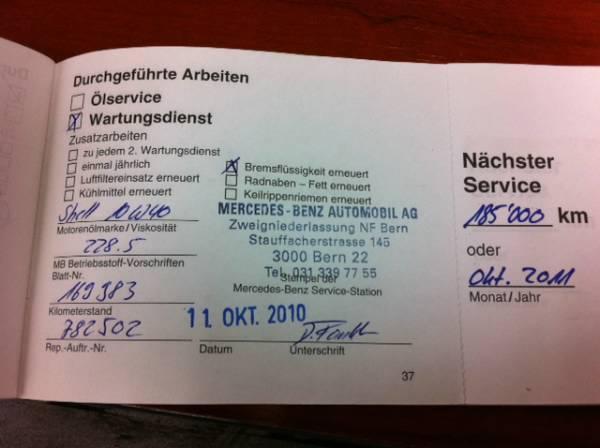 Durchgeführte Arbeiten
Ölservice
Wartungsdienst
Zusatzarbeiten
zu jedem 2. Wartungsdienst
einmal jährlich
Luftfiltereinsatz erneuert
Kühlmittel erneuert
Bremsflüssigkeit erneuert
Radnaben - Fett erneuert
Keilrippenriemen erneuert
Shell 10W40
Motorenölmarke/Viskosität
228.5
MB Betriebsstoff-Vorschriften
Blatt-Nr.
169383
Kilometerstand
782502
Rep.-Auftr.-Nr.
MERCEDES-BENZ AUTOMOBIL AG
Zweigniederlassung NF Bern
Stauffacherstrasse 145
3000 Bern 22
Tel. 031 339 77 55
Stempel der
Mercedes-Benz Service-Station
11. OKT. 2010
Datum
Unterschrift
37
Nächster
Service
185'000 km
oder
Okt. 2011
Monat/Jahr